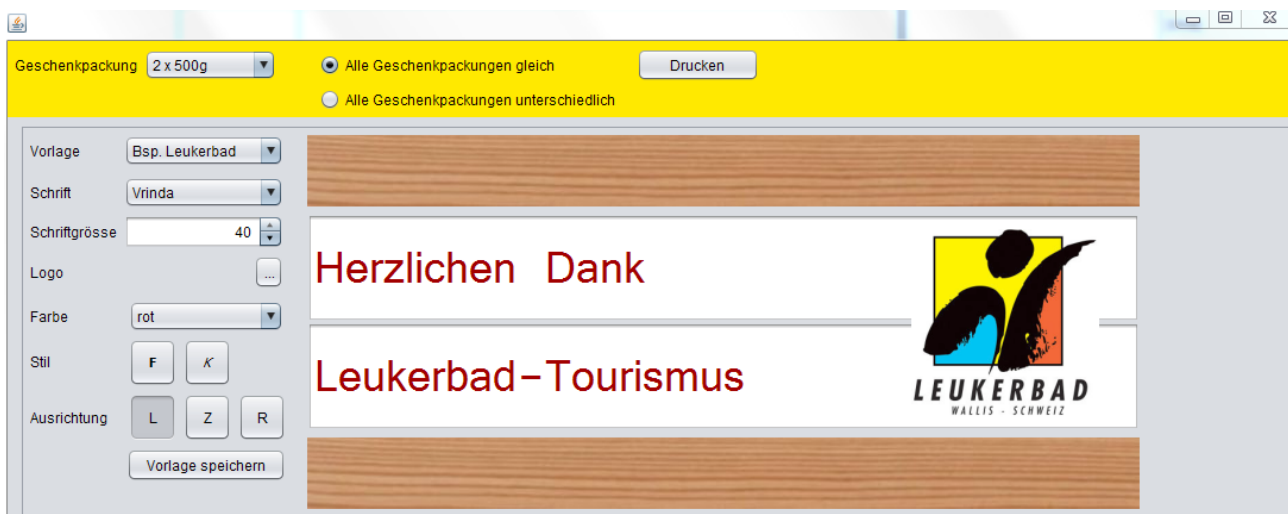 Geschenkpackung 2 x 500g Alle Geschenkpackungen gleich Drucken
Alle Geschenkpackungen unterschiedlich
Vorlage Bsp. Leukerbad
Schrift Vrinda
Schriftgrösse 40
Logo ...
Farbe rot
Stil F K
Ausrichtung L Z R
Vorlage speichern
Herzlichen Dank
Leukerbad-Tourismus
LEUKERBAD
WALLIS - SCHWEIZ